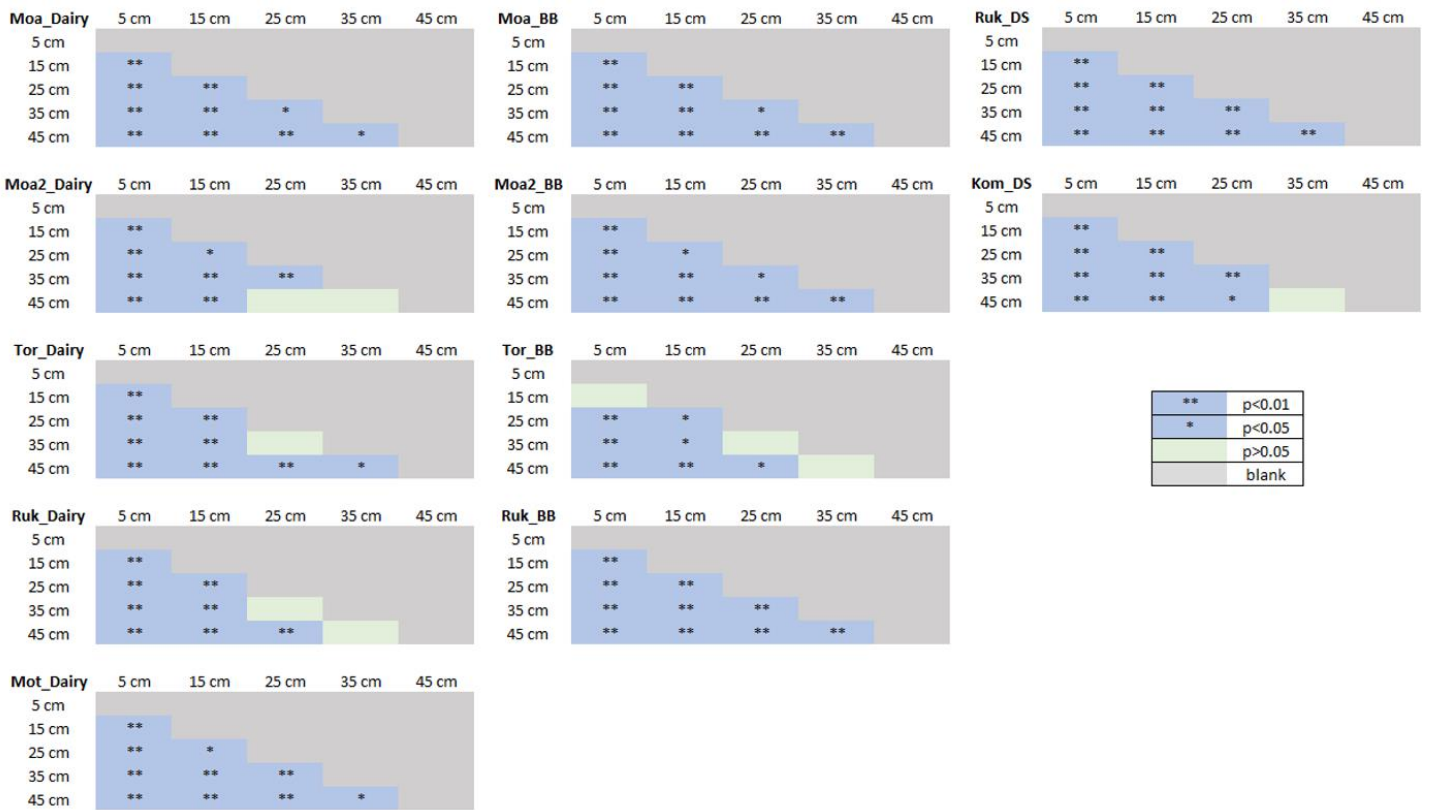 Moa_Dairy 5 cm 15 cm 25 cm 35 cm 45 cm
5 cm
15 cm **
25 cm ** **
35 cm ** ** *
45 cm ** ** ** *
Moa2_Dairy 5 cm 15 cm 25 cm 35 cm 45 cm
5 cm
15 cm **
25 cm ** *
35 cm ** ** **
45 cm ** **
Tor_Dairy 5 cm 15 cm 25 cm 35 cm 45 cm
5 cm
15 cm **
25 cm ** **
35 cm ** **
45 cm ** ** ** *
Ruk_Dairy 5 cm 15 cm 25 cm 35 cm 45 cm
5 cm
15 cm **
25 cm ** **
35 cm ** **
45 cm ** ** **
Mot_Dairy 5 cm 15 cm 25 cm 35 cm 45 cm
5 cm
15 cm **
25 cm ** *
35 cm ** ** **
45 cm ** ** ** *
Moa_BB 5 cm 15 cm 25 cm 35 cm 45 cm
5 cm
15 cm **
25 cm ** **
35 cm ** ** *
45 cm ** ** ** **
Moa2_BB 5 cm 15 cm 25 cm 35 cm 45 cm
5 cm
15 cm **
25 cm ** *
35 cm ** ** *
45 cm ** ** ** **
Tor_BB 5 cm 15 cm 25 cm 35 cm 45 cm
5 cm
15 cm
25 cm ** *
35 cm ** *
45 cm ** ** *
Ruk_BB 5 cm 15 cm 25 cm 35 cm 45 cm
5 cm
15 cm **
25 cm ** **
35 cm ** ** **
45 cm ** ** ** **
Ruk_DS 5 cm 15 cm 25 cm 35 cm 45 cm
5 cm
15 cm **
25 cm ** **
35 cm ** ** **
45 cm ** ** ** **
Kom_DS 5 cm 15 cm 25 cm 35 cm 45 cm
5 cm
15 cm **
25 cm ** **
35 cm ** ** **
45 cm ** ** *
** p<0.01
* p<0.05
p>0.05
blank